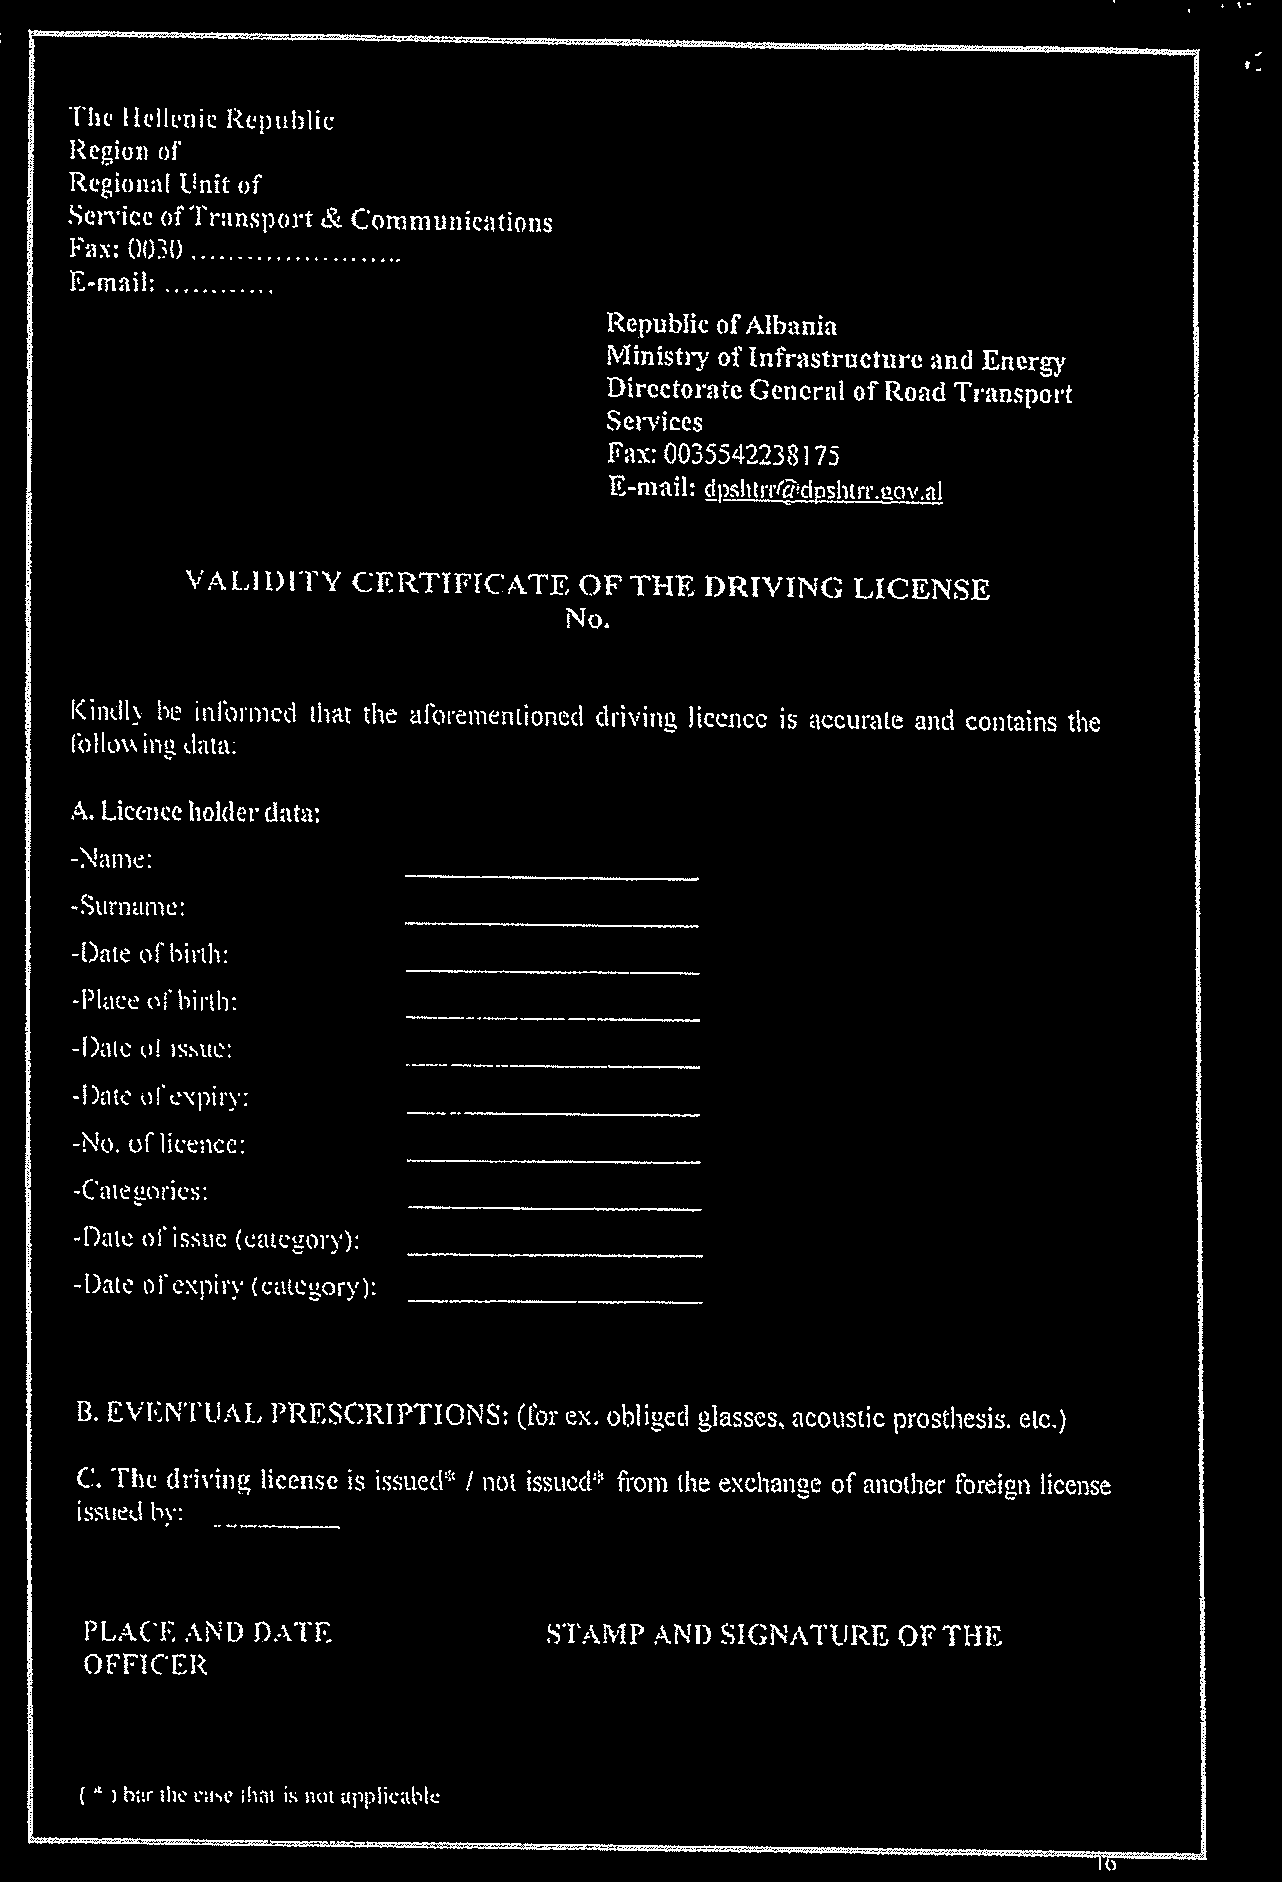 The Hellenic Republic
Region of
Regional Unit of
Service of Transport & Communications
Fax: 0030 .......................
E-mail: ............
Republic of Albania
Ministry of Infrastructure and Energy
Directorate General of Road Transport
Services
Fax: 0035542238175
E-mail: dpshtrr@dpshtrr.gov.al
VALIDITY CERTIFICATE OF THE DRIVING LICENSE
No.
Kindly be informed that the aforementioned driving licence is accurate and contains the
following data:
A. Licence holder data:
-Name:
-Surname:
-Date of birth:
-Place of birth:
-Date of issue:
-Date of expiry:
-No. of licence:
-Categories:
-Date of issue (category):
-Date of expiry (category):
B. EVENTUAL PRESCRIPTIONS: (for ex. obliged glasses, acoustic prosthesis. etc.)
C. The driving license is issued* / not issued* from the exchange of another foreign license
issued by:
PLACE AND DATE STAMP AND SIGNATURE OF THE
OFFICER
( * ) bar the case that is not applicable
16